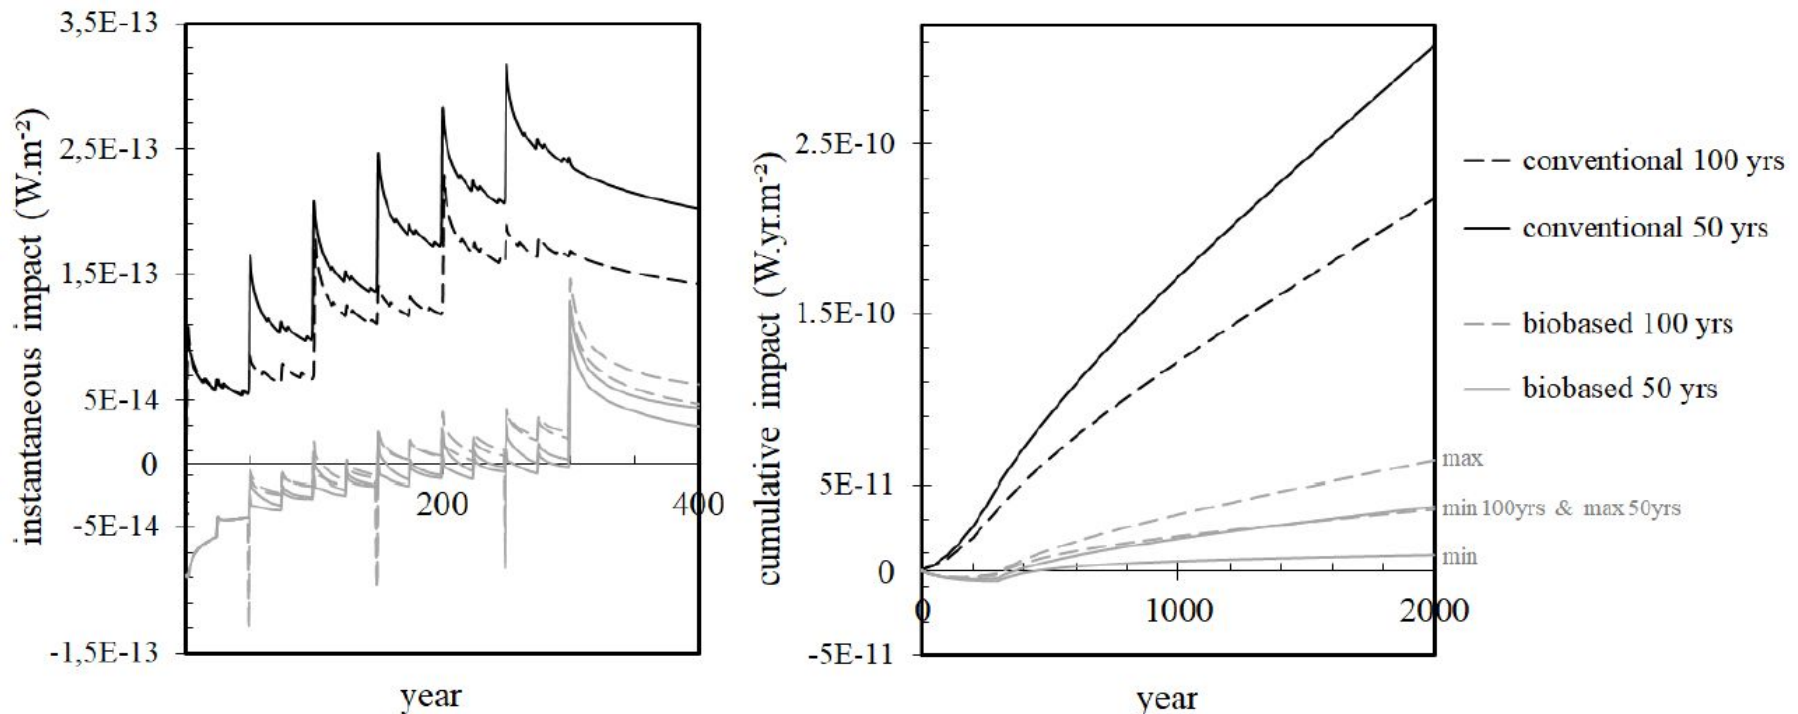 instantaneous impact (W.m⁻²)
3,5E-13
2,5E-13
1,5E-13
5E-14
0
-5E-14
-1,5E-13
200
400
year
cumulative impact (W.yr.m⁻²)
2.5E-10
1.5E-10
5E-11
0
-5E-11
0
1000
2000
year
max
min 100yrs & max 50yrs
min
conventional 100 yrs
conventional 50 yrs
biobased 100 yrs
biobased 50 yrs